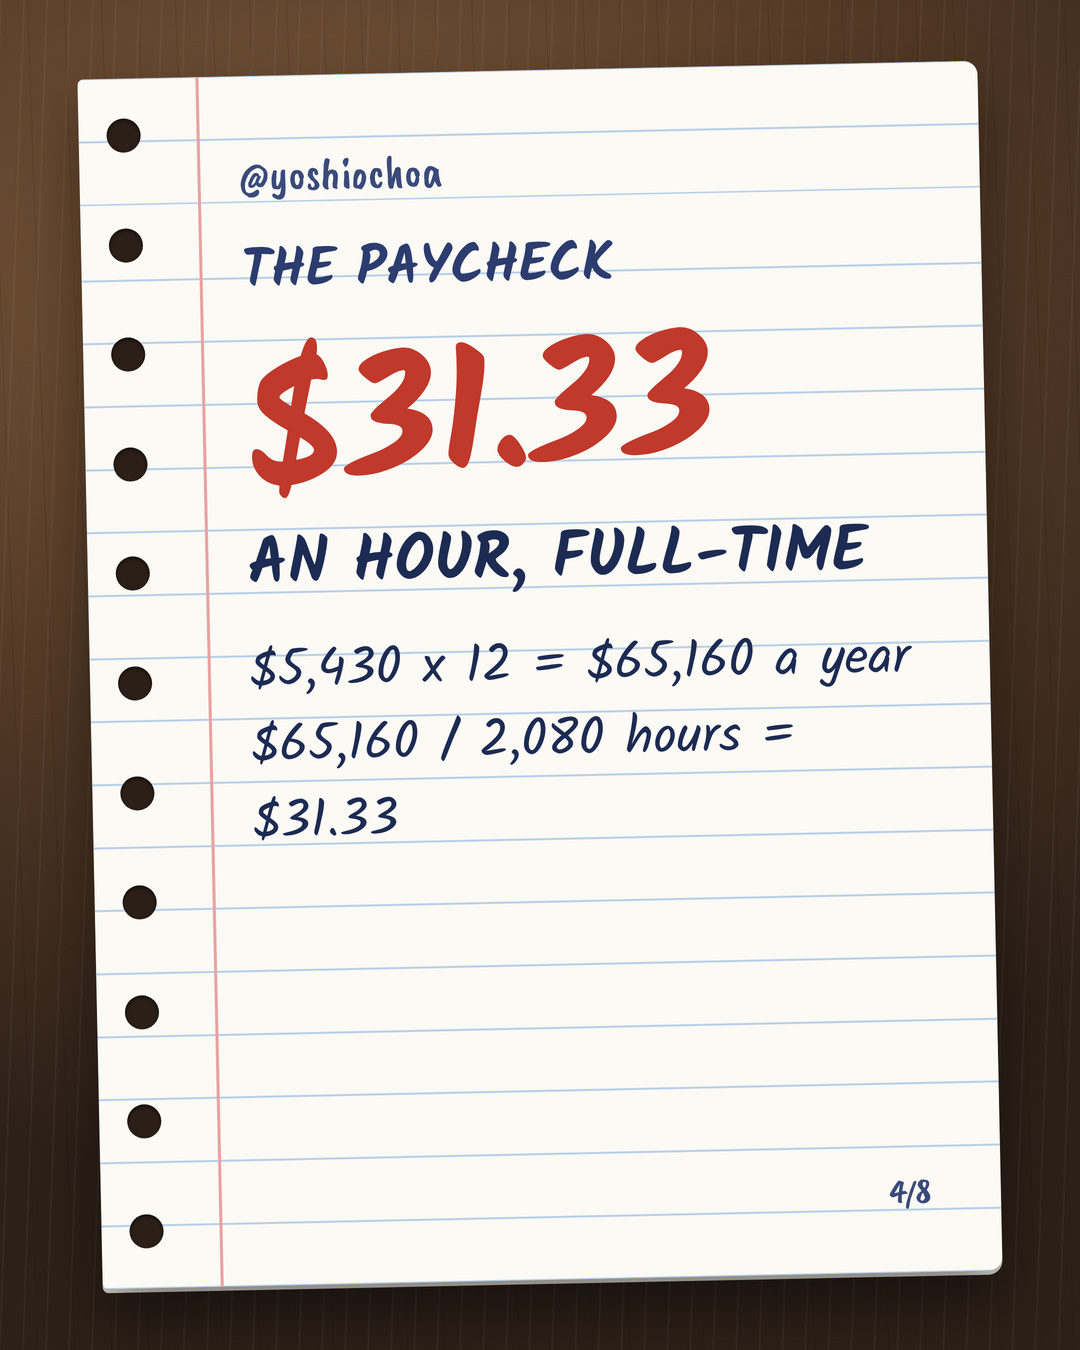 @yoshiochoa
THE PAYCHECK
$31.33
AN HOUR, FULL-TIME
$5,430 x 12 = $65,160 a year
$65,160 / 2,080 hours =
$31.33
4/8